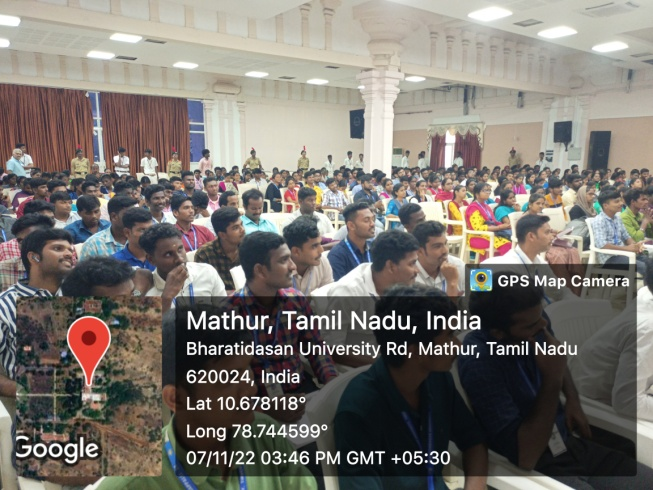 GPS Map Camera
Mathur, Tamil Nadu, India
Bharatidasan University Rd, Mathur, Tamil Nadu
620024, India
Lat 10.678118°
Long 78.744599°
07/11/22 03:46 PM GMT +05:30
Google